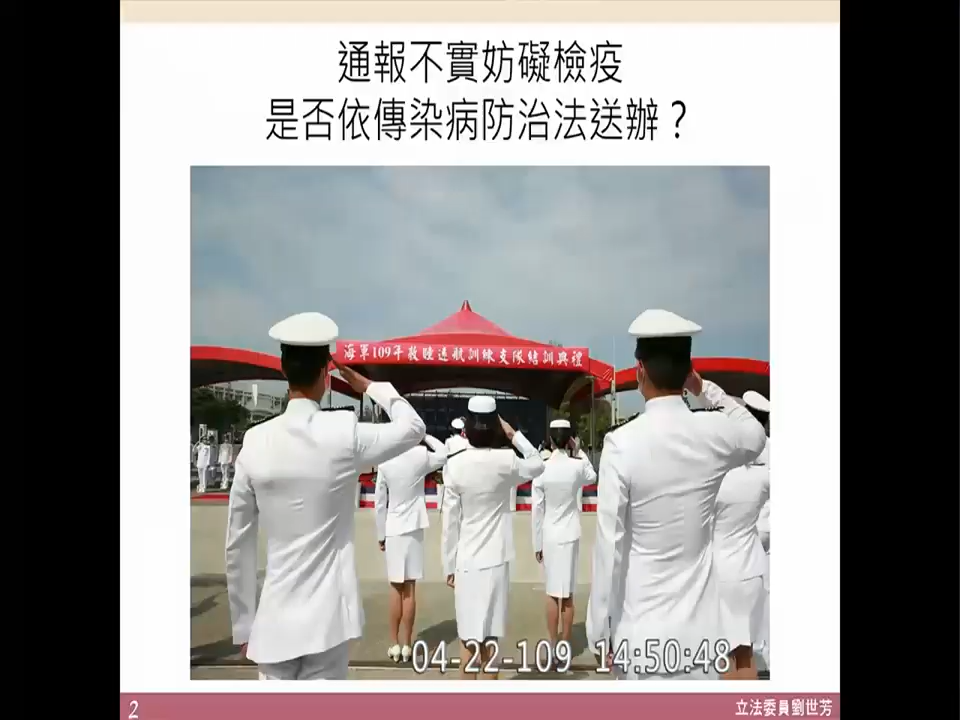 通報不實妨礙檢疫
是否依傳染病防治法送辦？
海軍109年敦睦遠航訓練支隊結訓典禮
04-22-109 14:50:48
2
立法委員劉世芳